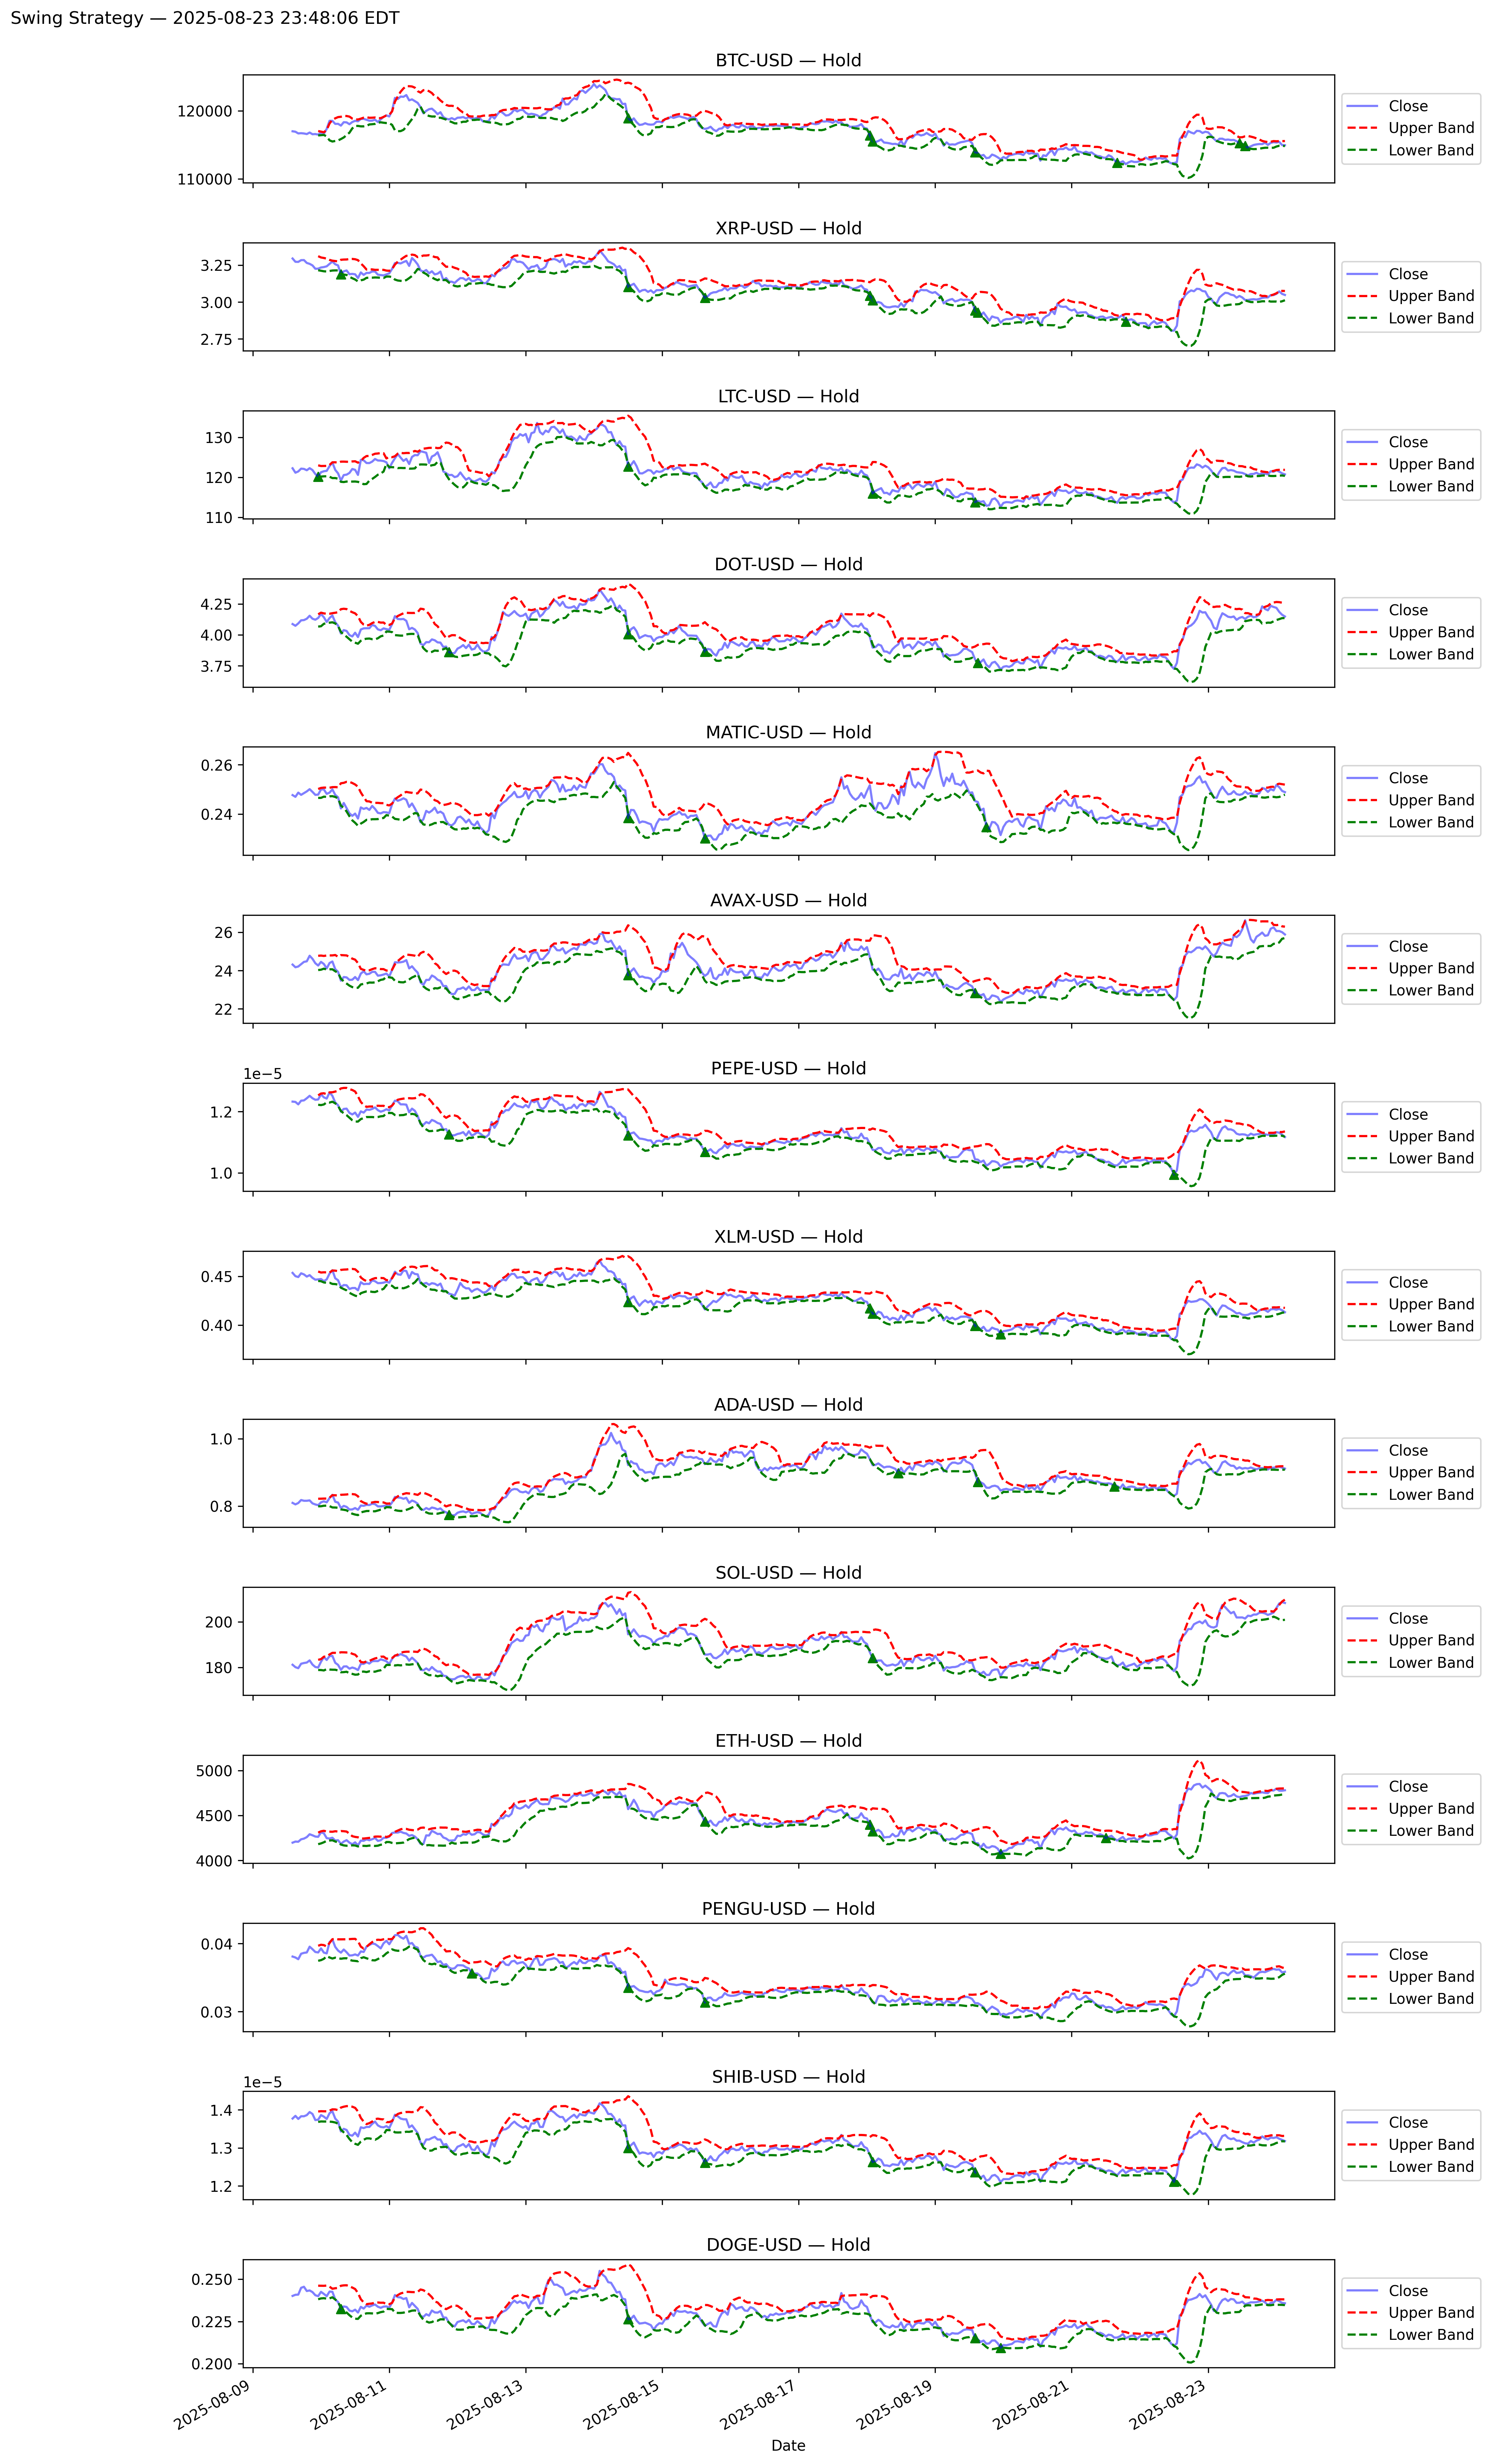 Swing Strategy — 2025-08-23 23:48:06 EDT
BTC-USD — Hold
120000
110000
Close
Upper Band
Lower Band
XRP-USD — Hold
3.25
3.00
2.75
Close
Upper Band
Lower Band
LTC-USD — Hold
130
120
110
Close
Upper Band
Lower Band
DOT-USD — Hold
4.25
4.00
3.75
Close
Upper Band
Lower Band
MATIC-USD — Hold
0.26
0.24
Close
Upper Band
Lower Band
AVAX-USD — Hold
26
24
22
Close
Upper Band
Lower Band
PEPE-USD — Hold
1e−5
1.2
1.0
Close
Upper Band
Lower Band
XLM-USD — Hold
0.45
0.40
Close
Upper Band
Lower Band
ADA-USD — Hold
1.0
0.8
Close
Upper Band
Lower Band
SOL-USD — Hold
200
180
Close
Upper Band
Lower Band
ETH-USD — Hold
5000
4500
4000
Close
Upper Band
Lower Band
PENGU-USD — Hold
0.04
0.03
Close
Upper Band
Lower Band
SHIB-USD — Hold
1e−5
1.4
1.3
1.2
Close
Upper Band
Lower Band
DOGE-USD — Hold
0.250
0.225
0.200
Close
Upper Band
Lower Band
2025-08-09
2025-08-11
2025-08-13
2025-08-15
2025-08-17
2025-08-19
2025-08-21
2025-08-23
Date